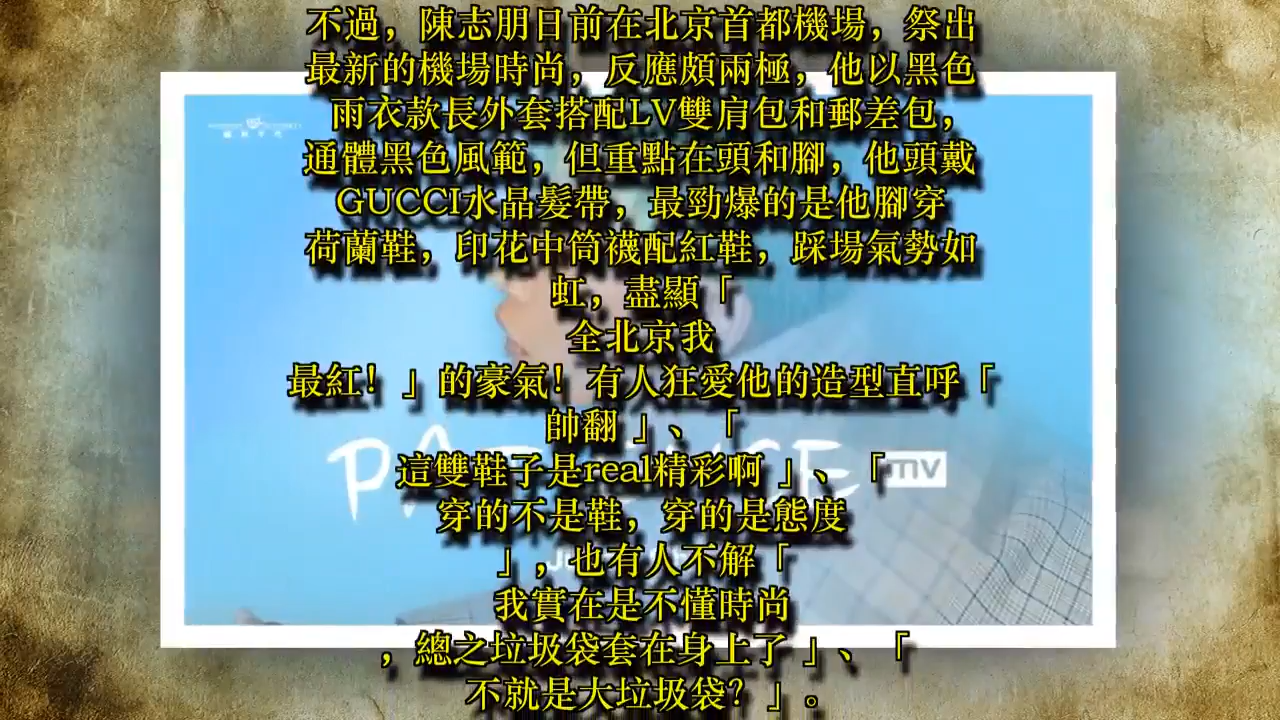 不過，陳志朋日前在北京首都機場，祭出
最新的機場時尚，反應頗兩極，他以黑色
雨衣款長外套搭配LV雙肩包和郵差包，
通體黑色風範，但重點在頭和腳，他頭戴
GUCCI水晶髮帶，最勁爆的是他腳穿
荷蘭鞋，印花中筒襪配紅鞋，踩場氣勢如
虹，盡顯「
全北京我
最紅！」的豪氣！有人狂愛他的造型直呼「
帥翻 」、「
這雙鞋子是real精彩啊 」、「
穿的不是鞋，穿的是態度
」，也有人不解「
我實在是不懂時尚
，總之垃圾袋套在身上了 」、「
不就是大垃圾袋？ 」。
MV